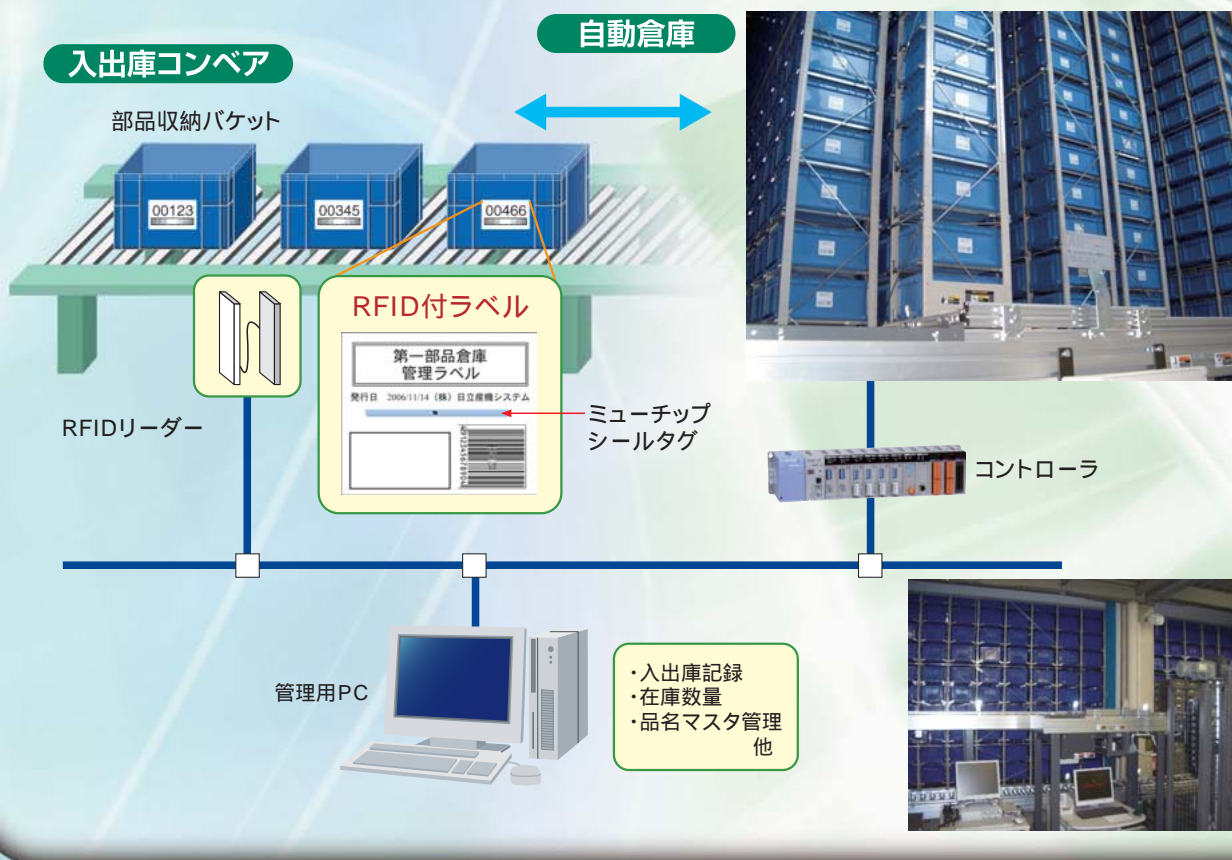 自動倉庫
入出庫コンベア
部品収納バケット
00123
00345
00466
RFID付ラベル
第一部品倉庫
管理ラベル
発行日 2006/11/14 (株) 日立産機システム
ミューチップ
シールタグ
RFIDリーダー
コントローラ
管理用PC
・入出庫記録
・在庫数量
・品名マスタ管理
他